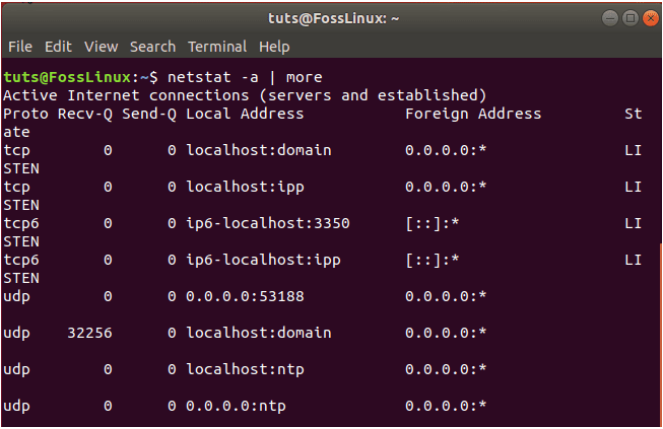 tuts@FossLinux: ~
File Edit View Search Terminal Help
tuts@FossLinux:~$ netstat -a | more
Active Internet connections (servers and established)
Proto Recv-Q Send-Q Local Address           Foreign Address         St
ate
tcp        0      0 localhost:domain        0.0.0.0:*               LI
STEN
tcp        0      0 localhost:ipp           0.0.0.0:*               LI
STEN
tcp6       0      0 ip6-localhost:3350      [::]:*                  LI
STEN
tcp6       0      0 ip6-localhost:ipp       [::]:*                  LI
STEN
udp        0      0 0.0.0.0:53188           0.0.0.0:*
udp    32256      0 localhost:domain        0.0.0.0:*
udp        0      0 localhost:ntp           0.0.0.0:*
udp        0      0 0.0.0.0:ntp             0.0.0.0:*